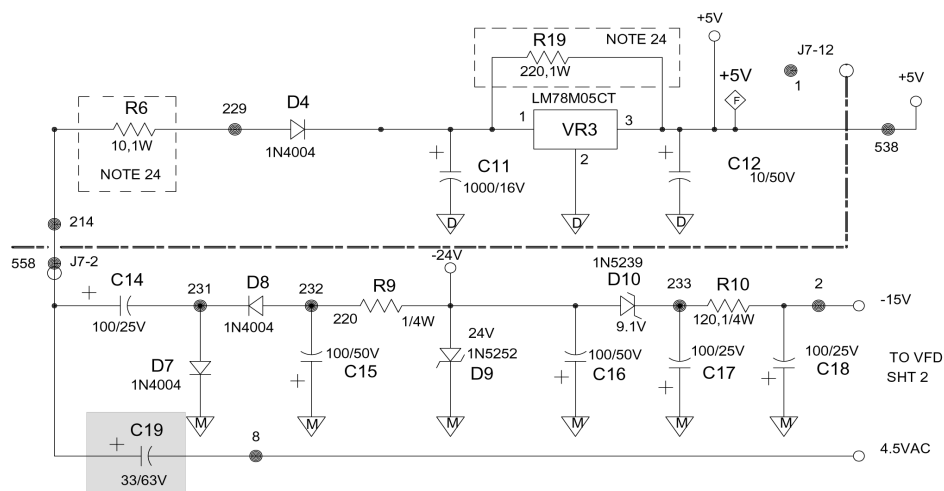 +5V
R19
NOTE 24
220,1W
J7-12
+5V
1
F
+5V
R6
10,1W
NOTE 24
229
D4
1N4004
LM78M05CT
1
VR3
3
2
+
C11
1000/16V
+
C12
10/50V
538
D
D
D
214
558
J7-2
-24V
1N5239
+
C14
100/25V
231
D8
1N4004
232
R9
220
1/4W
D10
9.1V
233
R10
120,1/4W
2
-15V
D7
1N4004
100/50V
+
C15
24V
1N5252
D9
100/50V
+
C16
100/25V
+
C17
100/25V
+
C18
TO VFD
SHT 2
M
M
M
M
M
M
+
C19
33/63V
8
4.5VAC